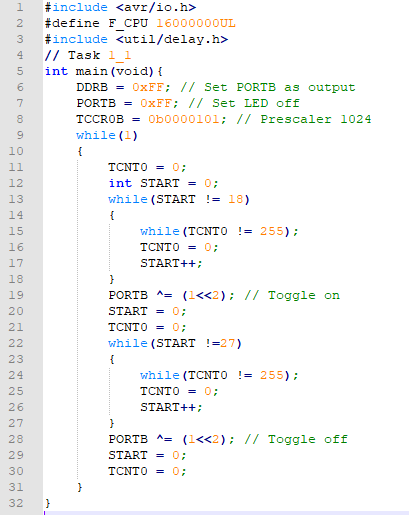 1 #include <avr/io.h>
2 #define F_CPU 16000000UL
3 #include <util/delay.h>
4 // Task 1_1
5 int main(void){
6 DDRB = 0xFF; // Set PORTB as output
7 PORTB = 0xFF; // Set LED off
8 TCCR0B = 0b0000101; // Prescaler 1024
9 while(1)
10 {
11 TCNT0 = 0;
12 int START = 0;
13 while(START != 18)
14 {
15 while(TCNT0 != 255);
16 TCNT0 = 0;
17 START++;
18 }
19 PORTB ^= (1<<2); // Toggle on
20 START = 0;
21 TCNT0 = 0;
22 while(START !=27)
23 {
24 while(TCNT0 != 255);
25 TCNT0 = 0;
26 START++;
27 }
28 PORTB ^= (1<<2); // Toggle off
29 START = 0;
30 TCNT0 = 0;
31 }
32 }